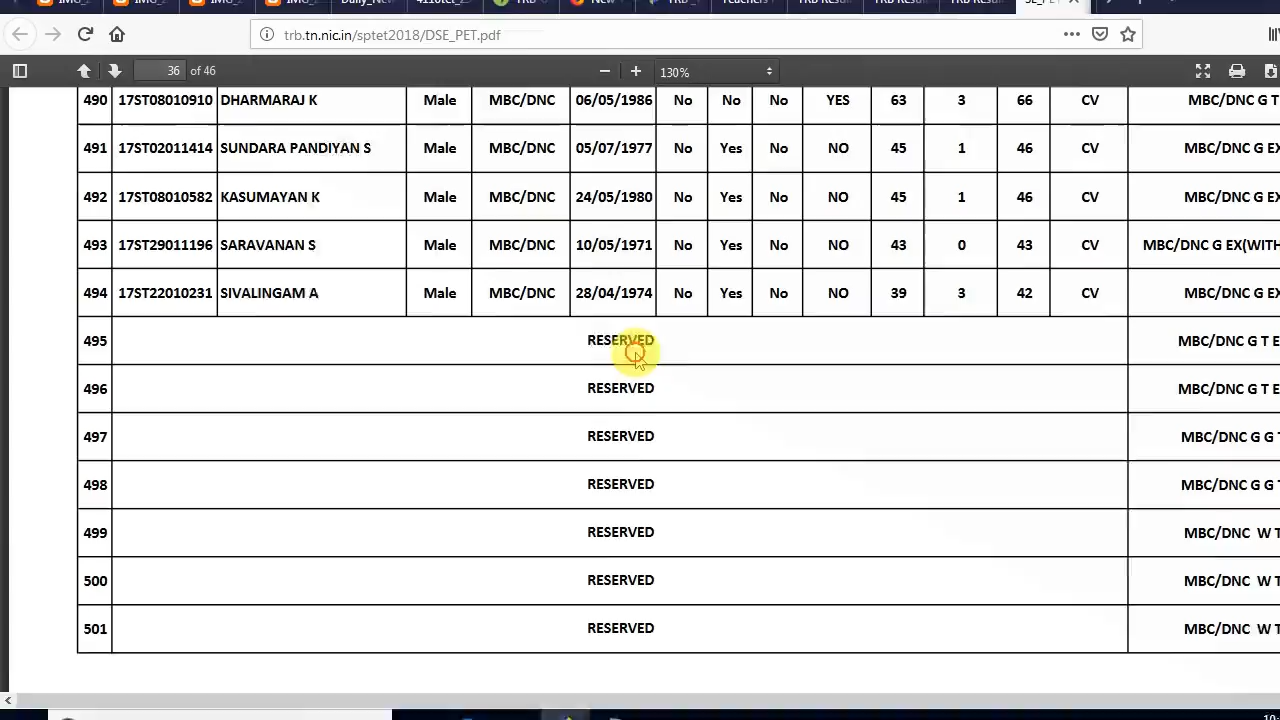 trb.tn.nic.in/sptet2018/DSE_PET.pdf
36 of 46
130%
490 17ST08010910 DHARMARAJ K Male MBC/DNC 06/05/1986 No No No YES 63 3 66 CV MBC/DNC G T
491 17ST02011414 SUNDARA PANDIYAN S Male MBC/DNC 05/07/1977 No Yes No NO 45 1 46 CV MBC/DNC G EX
492 17ST08010582 KASUMAYAN K Male MBC/DNC 24/05/1980 No Yes No NO 45 1 46 CV MBC/DNC G EX
493 17ST29011196 SARAVANAN S Male MBC/DNC 10/05/1971 No Yes No NO 43 0 43 CV MBC/DNC G EX(WITH
494 17ST22010231 SIVALINGAM A Male MBC/DNC 28/04/1974 No Yes No NO 39 3 42 CV MBC/DNC G EX
495 RESERVED MBC/DNC G T E
496 RESERVED MBC/DNC G T E
497 RESERVED MBC/DNC G G T
498 RESERVED MBC/DNC G G T
499 RESERVED MBC/DNC W T
500 RESERVED MBC/DNC W T
501 RESERVED MBC/DNC W T